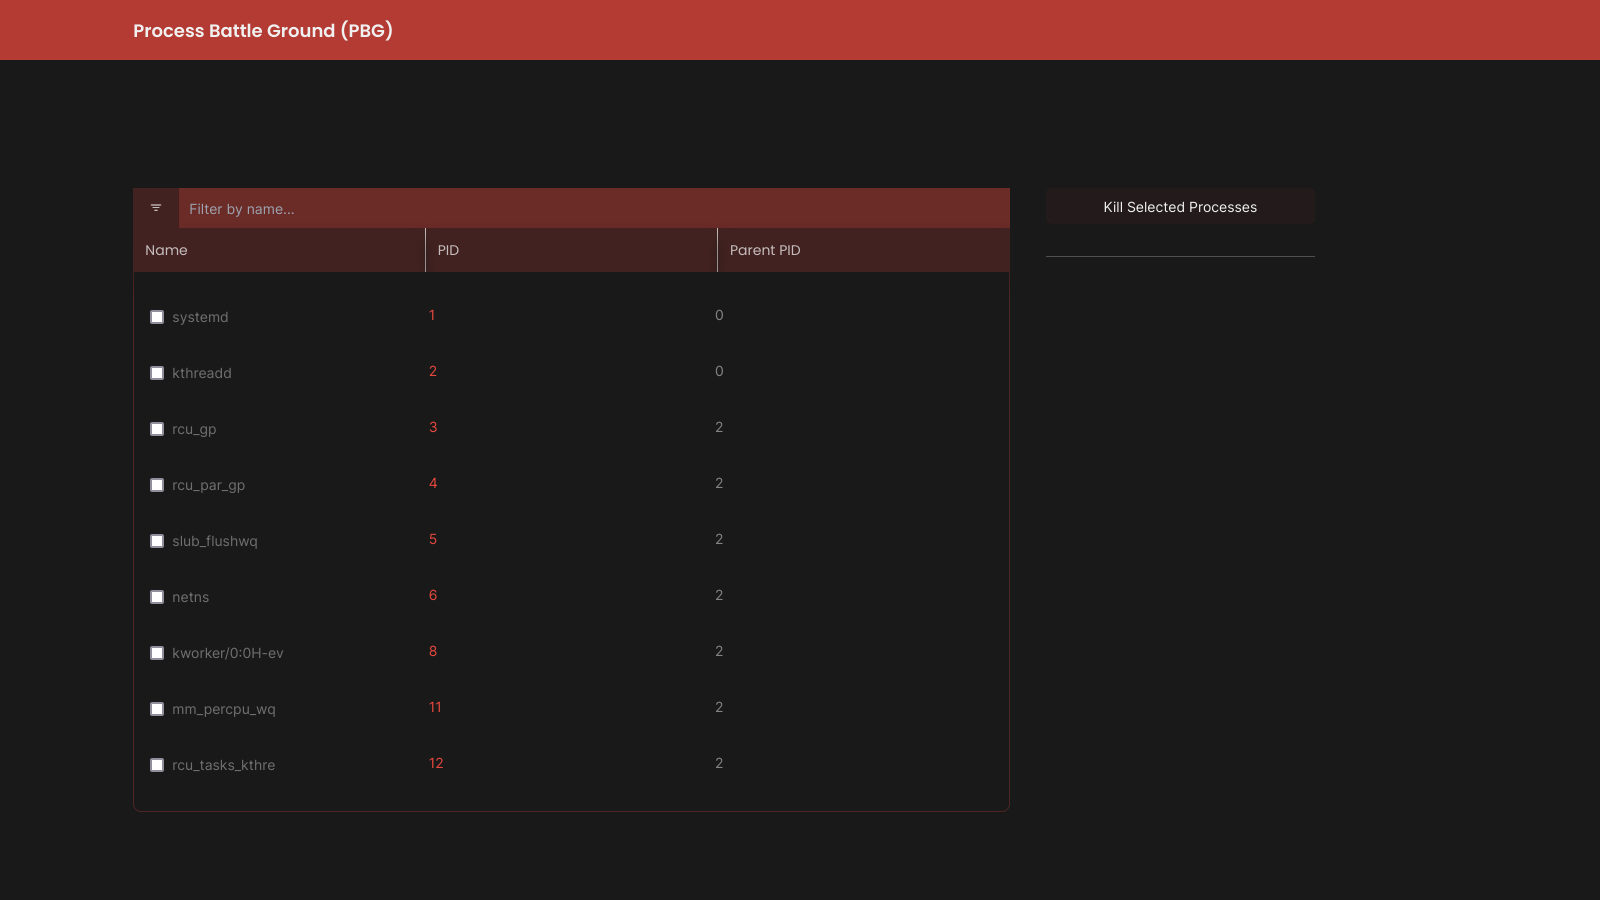 Process Battle Ground (PBG)
Filter by name...
Kill Selected Processes
Name PID Parent PID
systemd 1 0
kthreadd 2 0
rcu_gp 3 2
rcu_par_gp 4 2
slub_flushwq 5 2
netns 6 2
kworker/0:0H-ev 8 2
mm_percpu_wq 11 2
rcu_tasks_kthre 12 2